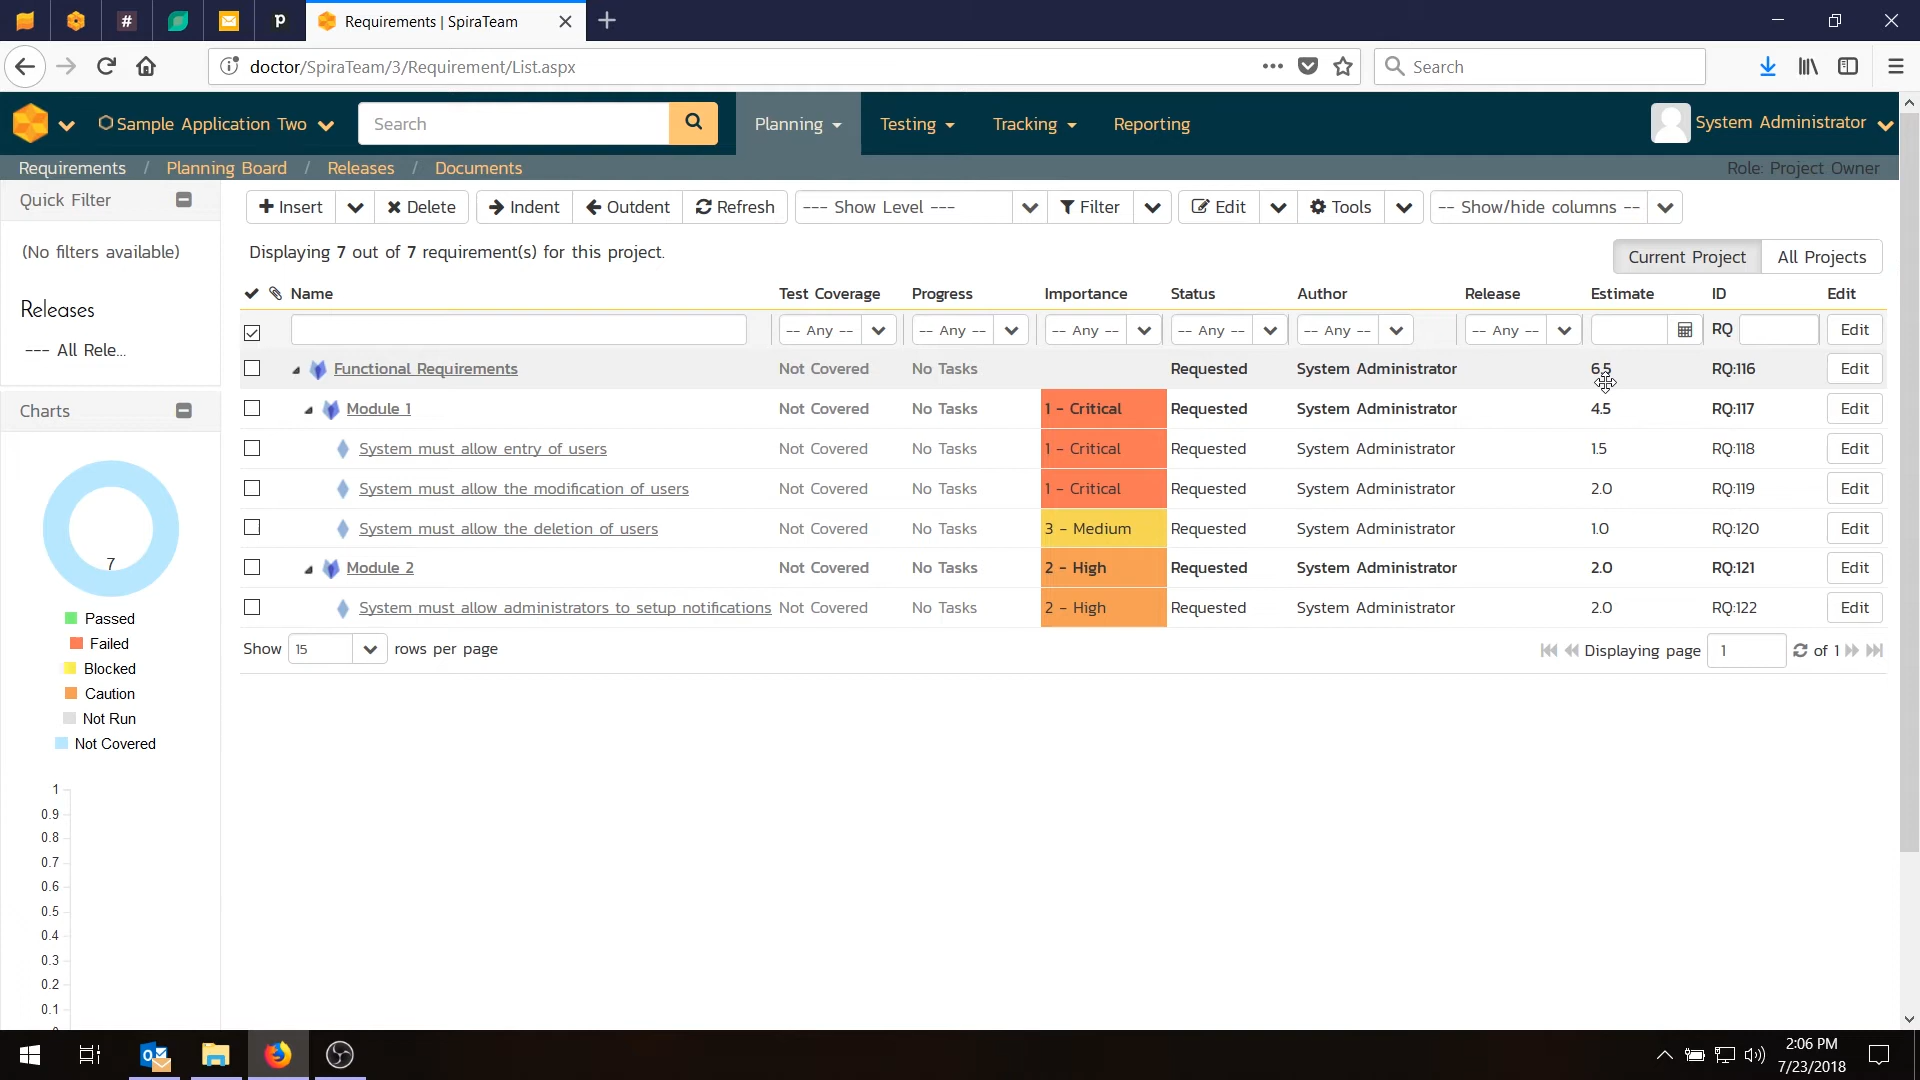 #
p
Requirements | SpiraTeam
doctor/SpiraTeam/3/Requirement/List.aspx
Search
Sample Application Two
Search
Planning
Testing
Tracking
Reporting
System Administrator
Requirements / Planning Board / Releases / Documents
Role: Project Owner
Quick Filter
(No filters available)
Releases
--- All Rele...
Charts
7
Passed
Failed
Blocked
Caution
Not Run
Not Covered
1
0.9
0.8
0.7
0.6
0.5
0.4
0.3
0.2
0.1
Insert
Delete
Indent
Outdent
Refresh
--- Show Level ---
Filter
Edit
Tools
-- Show/hide columns --
Displaying 7 out of 7 requirement(s) for this project.
Current Project
All Projects
Name Test Coverage Progress Importance Status Author Release Estimate ID Edit
-- Any -- -- Any -- -- Any -- -- Any -- -- Any -- -- Any -- RQ Edit
Functional Requirements Not Covered No Tasks Requested System Administrator 6.5 RQ:116 Edit
Module 1 Not Covered No Tasks 1 - Critical Requested System Administrator 4.5 RQ:117 Edit
System must allow entry of users Not Covered No Tasks 1 - Critical Requested System Administrator 1.5 RQ:118 Edit
System must allow the modification of users Not Covered No Tasks 1 - Critical Requested System Administrator 2.0 RQ:119 Edit
System must allow the deletion of users Not Covered No Tasks 3 - Medium Requested System Administrator 1.0 RQ:120 Edit
Module 2 Not Covered No Tasks 2 - High Requested System Administrator 2.0 RQ:121 Edit
System must allow administrators to setup notifications Not Covered No Tasks 2 - High Requested System Administrator 2.0 RQ:122 Edit
Show 15 rows per page
Displaying page 1 of 1
2:06 PM
7/23/2018